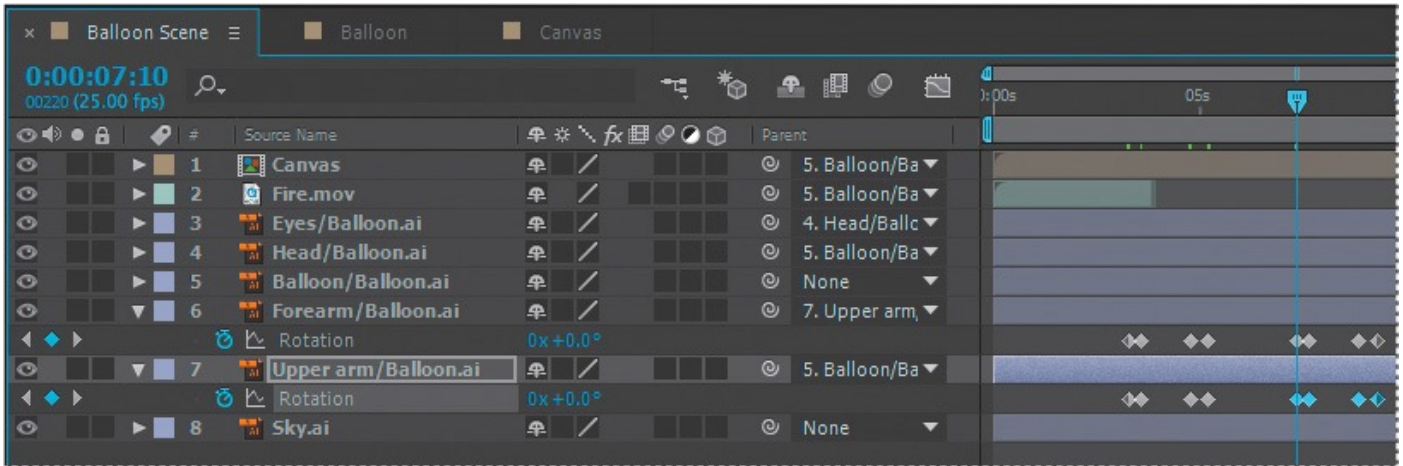 × Balloon Scene ≡ Balloon Canvas
0:00:07:10
00220 (25.00 fps)
):00s 05s
# Source Name fx Parent
1 Canvas 5. Balloon/Ba
2 Fire.mov 5. Balloon/Ba
3 Eyes/Balloon.ai 4. Head/Ballc
4 Head/Balloon.ai 5. Balloon/Ba
5 Balloon/Balloon.ai None
6 Forearm/Balloon.ai 7. Upper arm,
Rotation 0x+0.0°
7 Upper arm/Balloon.ai 5. Balloon/Ba
Rotation 0x+0.0°
8 Sky.ai None